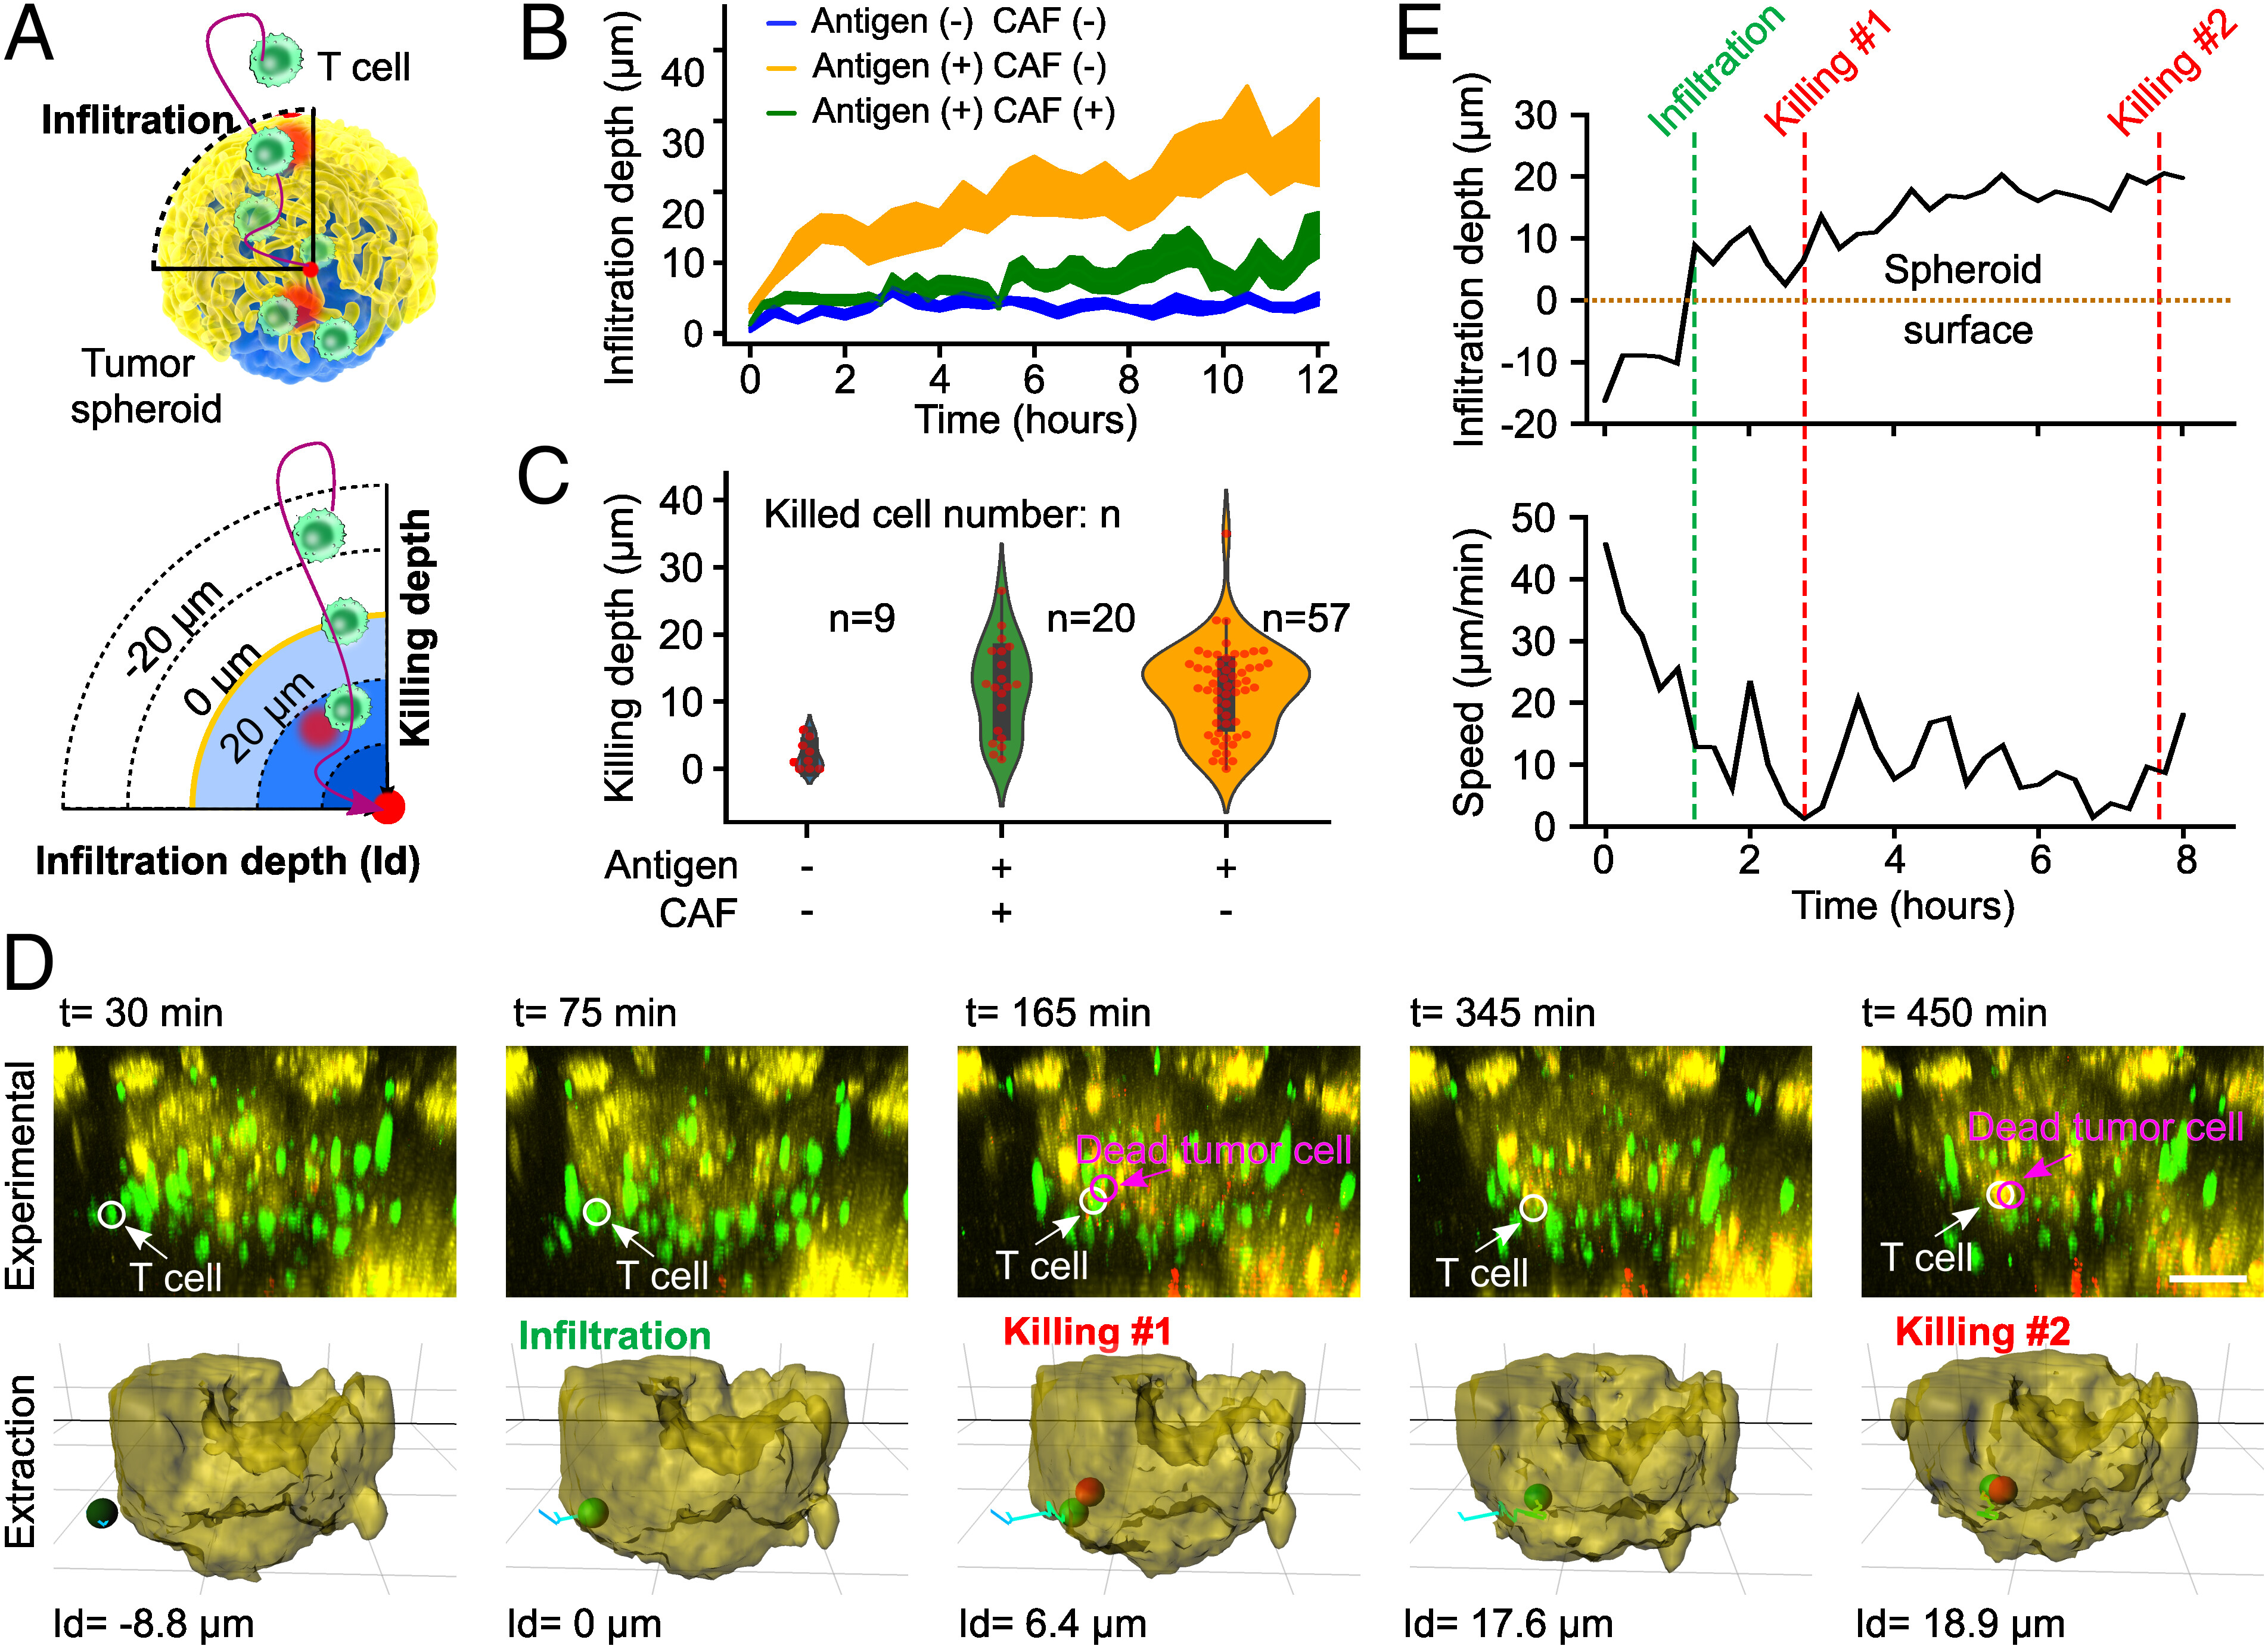 A
T cell
Inflitration
Tumor
spheroid
-20 µm
0 µm
20 µm
Killing depth
Infiltration depth (Id)
B
Antigen (-) CAF (-)
Antigen (+) CAF (-)
Antigen (+) CAF (+)
Inflitration depth (µm)
40
30
20
10
0
0 2 4 6 8 10 12
Time (hours)
C
Killed cell number: n
Killing depth (µm)
40
30
20
10
0
n=9
n=20
n=57
Antigen - + +
CAF - + -
E
Infiltration
Killing #1
Killing #2
Inflitration depth (µm)
30
20
10
0
-10
-20
Spheroid
surface
Speed (µm/min)
50
40
30
20
10
0
0 2 4 6 8
Time (hours)
D
t= 30 min
t= 75 min
t= 165 min
t= 345 min
t= 450 min
Experimental
T cell
T cell
Dead tumor cell
T cell
T cell
Dead tumor cell
T cell
Infiltration
Killing #1
Killing #2
Extraction
Id= -8.8 µm
Id= 0 µm
Id= 6.4 µm
Id= 17.6 µm
Id= 18.9 µm